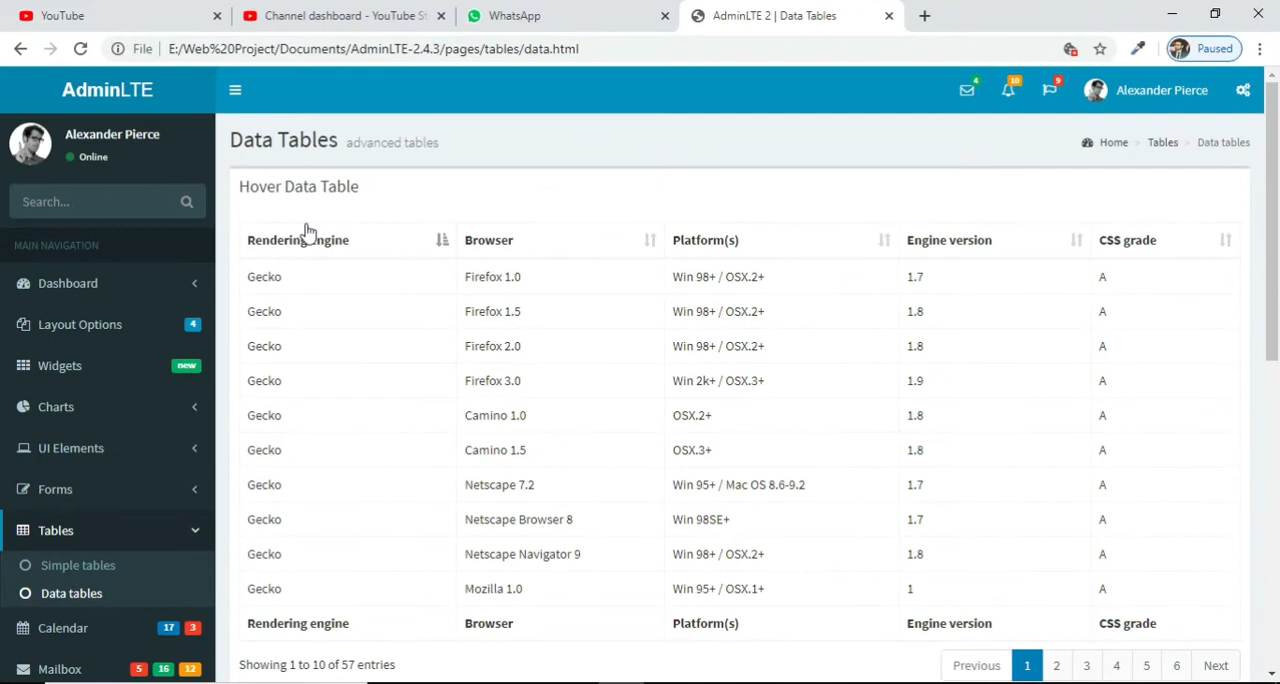 YouTube
Channel dashboard - YouTube St
WhatsApp
AdminLTE 2 | Data Tables
File
E:/Web%20Project/Documents/AdminLTE-2.4.3/pages/tables/data.html
Paused
AdminLTE
4
10
9
Alexander Pierce
Alexander Pierce
Online
Search...
MAIN NAVIGATION
Dashboard
Layout Options 4
Widgets new
Charts
UI Elements
Forms
Tables
Simple tables
Data tables
Calendar 17 3
Mailbox 5 16 12
Data Tables advanced tables
Home > Tables > Data tables
Hover Data Table
Rendering engine Browser Platform(s) Engine version CSS grade
Gecko Firefox 1.0 Win 98+ / OSX.2+ 1.7 A
Gecko Firefox 1.5 Win 98+ / OSX.2+ 1.8 A
Gecko Firefox 2.0 Win 98+ / OSX.2+ 1.8 A
Gecko Firefox 3.0 Win 2k+ / OSX.3+ 1.9 A
Gecko Camino 1.0 OSX.2+ 1.8 A
Gecko Camino 1.5 OSX.3+ 1.8 A
Gecko Netscape 7.2 Win 95+ / Mac OS 8.6-9.2 1.7 A
Gecko Netscape Browser 8 Win 98SE+ 1.7 A
Gecko Netscape Navigator 9 Win 98+ / OSX.2+ 1.8 A
Gecko Mozilla 1.0 Win 95+ / OSX.1+ 1 A
Rendering engine Browser Platform(s) Engine version CSS grade
Showing 1 to 10 of 57 entries
Previous 1 2 3 4 5 6 Next